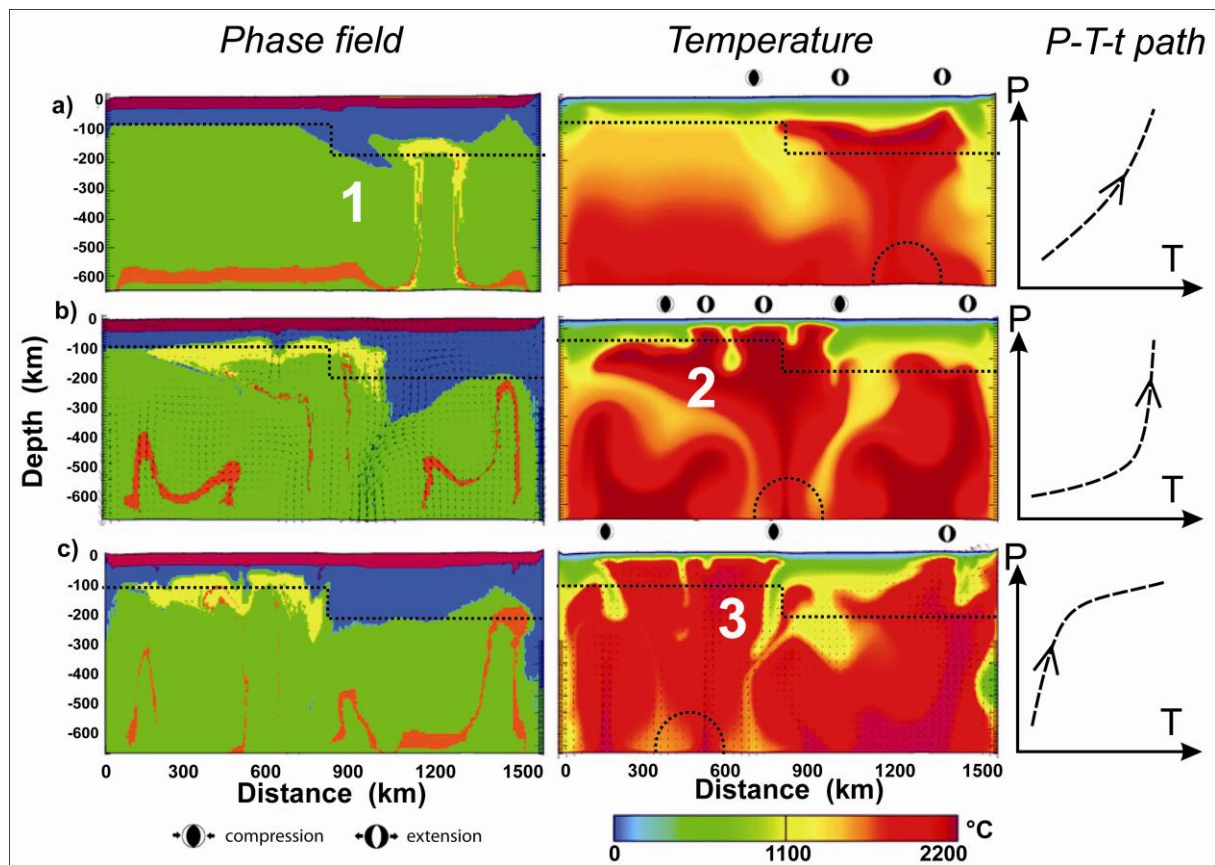 Phase field
Temperature
P-T-t path
a)
0
-100
-200
-300
-400
-500
-600
1
P
T
b)
0
-100
-200
-300
-400
-500
-600
2
P
T
Depth (km)
c)
0
-100
-200
-300
-400
-500
-600
3
P
T
0 300 600 900 1200 1500
0 300 600 900 1200 1500
Distance (km)
Distance (km)
compression
extension
°C
0 1100 2200